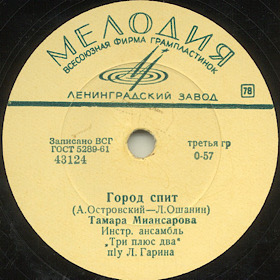 МЕЛОДИЯ
ВСЕСОЮЗНАЯ ФИРМА ГРАМПЛАСТИНОК
ЛЕНИНГРАДСКИЙ ЗАВОД
78
Записано ВСГ
ГОСТ 5289-61
43124
третья гр
0-57
Город спит
(А.Островский—Л.Ошанин)
Тамара Миансарова
Инстр. ансамбль
„Три плюс два“
п/у Л. Гарина